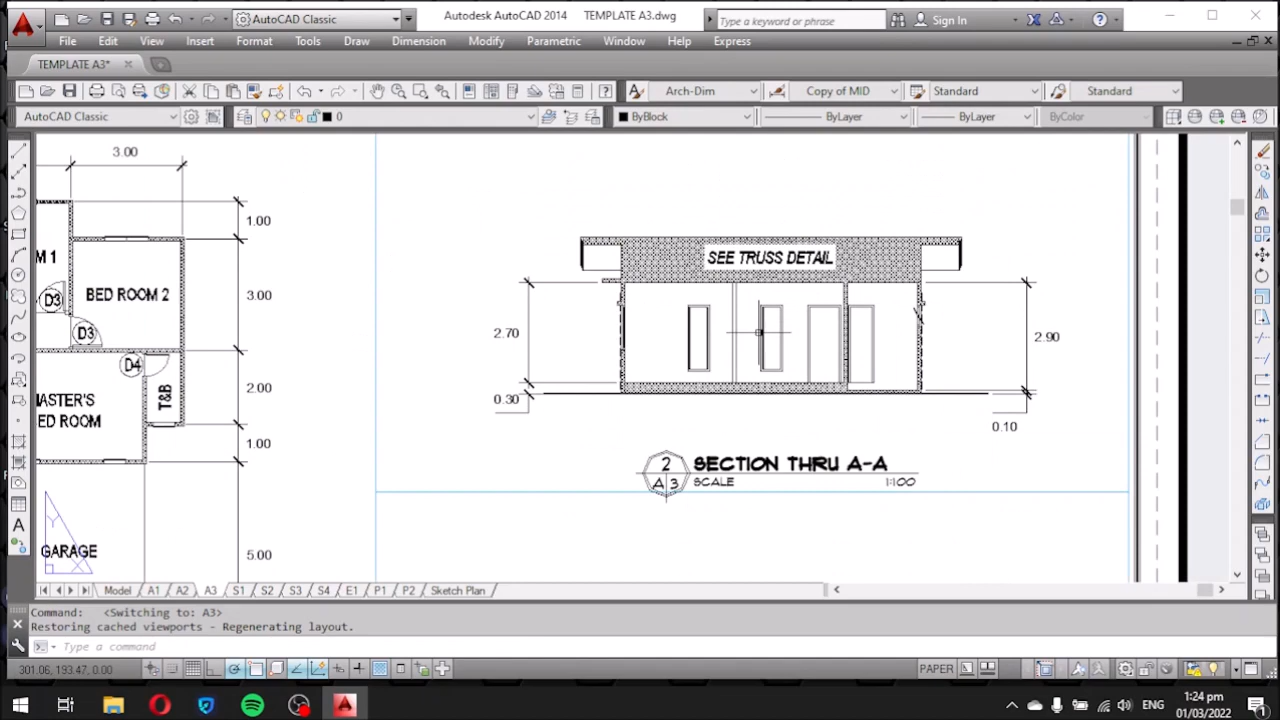 AutoCAD Classic
Autodesk AutoCAD 2014 TEMPLATE A3.dwg
Type a keyword or phrase
Sign In
File Edit View Insert Format Tools Draw Dimension Modify Parametric Window Help Express
TEMPLATE A3*
Arch-Dim
Copy of MID
Standard
Standard
AutoCAD Classic
0
ByBlock
ByLayer
ByLayer
ByColor
3.00
1.00
M 1
D3
BED ROOM 2
3.00
D3
D4
2.00
T&B
MASTER'S
ED ROOM
1.00
GARAGE
Y
X
5.00
SEE TRUSS DETAIL
2.70
2.90
0.30
0.10
2
A 3
SECTION THRU A-A
SCALE 1:100
Model A1 A2 A3 S1 S2 S3 S4 E1 P1 P2 Sketch Plan
Command: <Switching to: A3>
Restoring cached viewports - Regenerating layout.
Type a command
301.06, 193.47, 0.00
PAPER
ENG
1:24 pm
01/03/2022
1